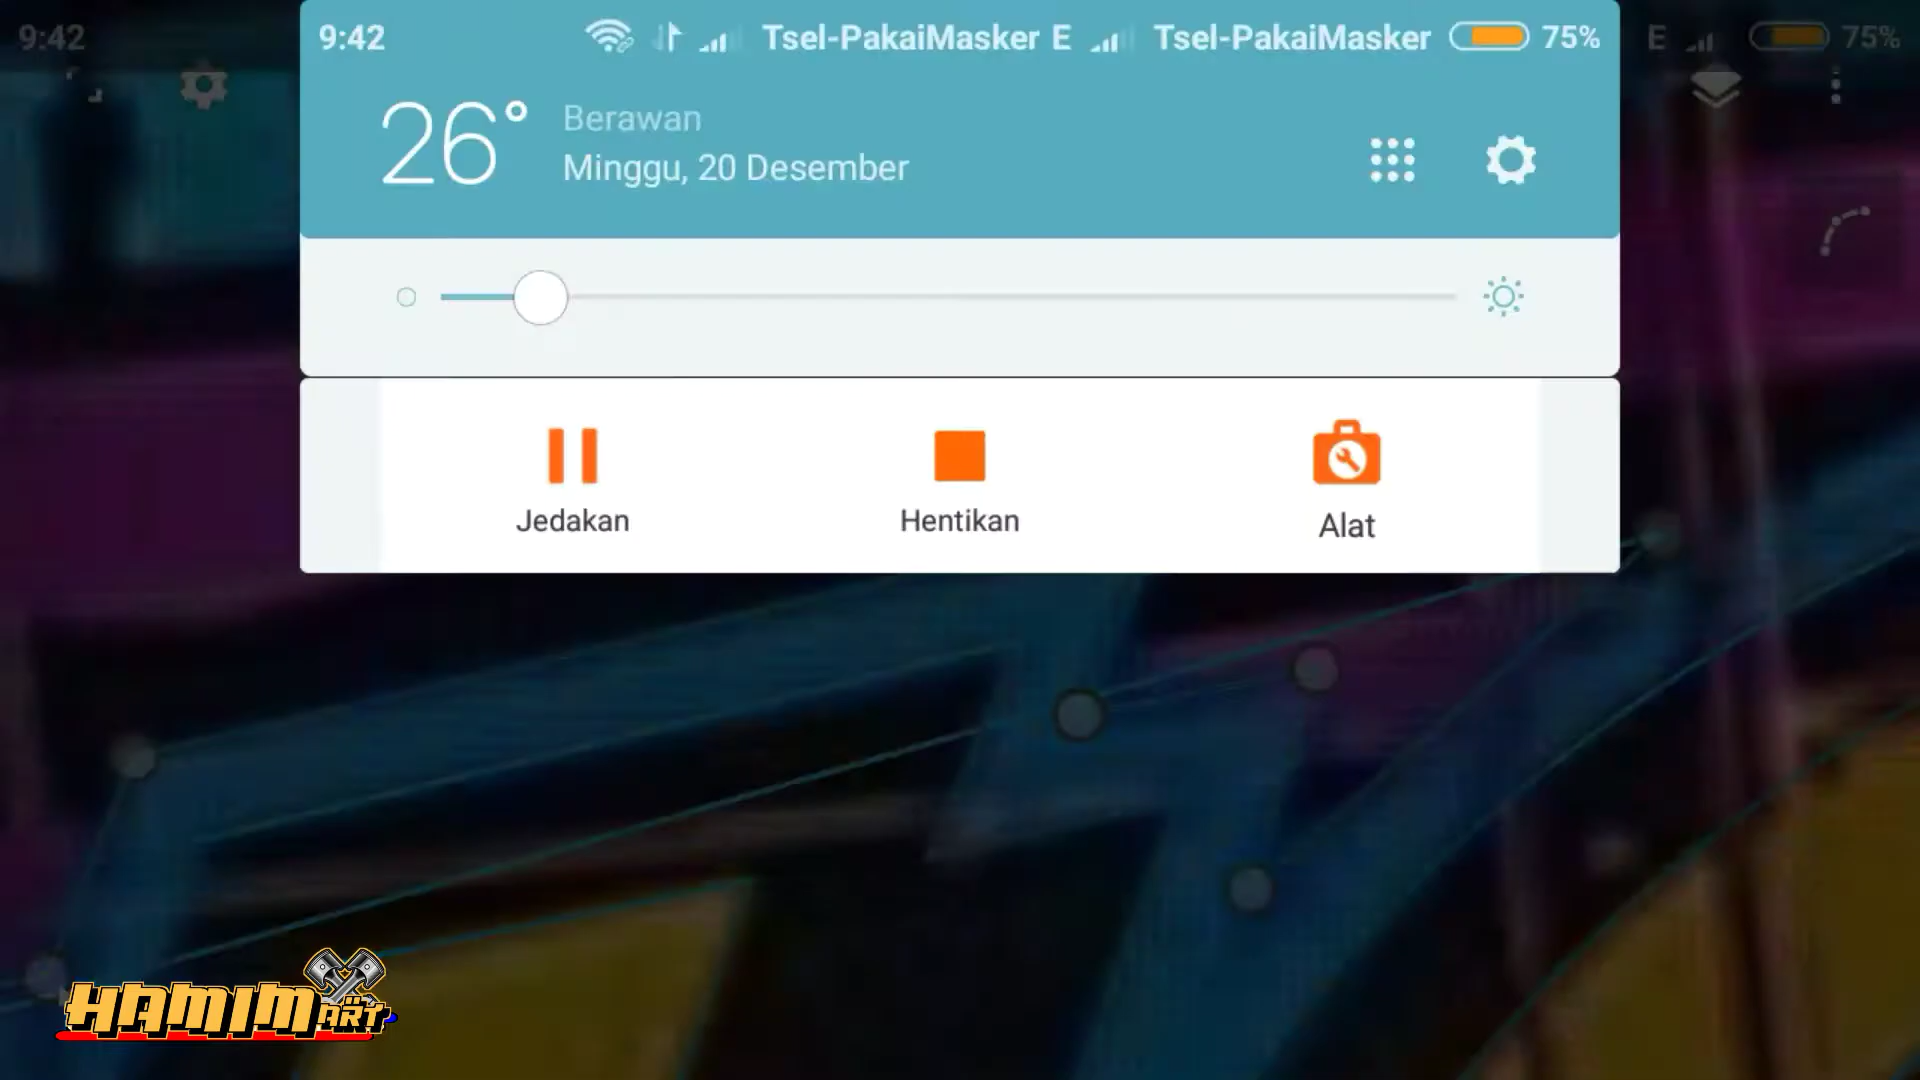 9:42
9:42 Tsel-PakaiMasker E Tsel-PakaiMasker 75%
E 75%
26° Berawan
Minggu, 20 Desember
Jedakan
Hentikan
Alat
HAMIM
ART